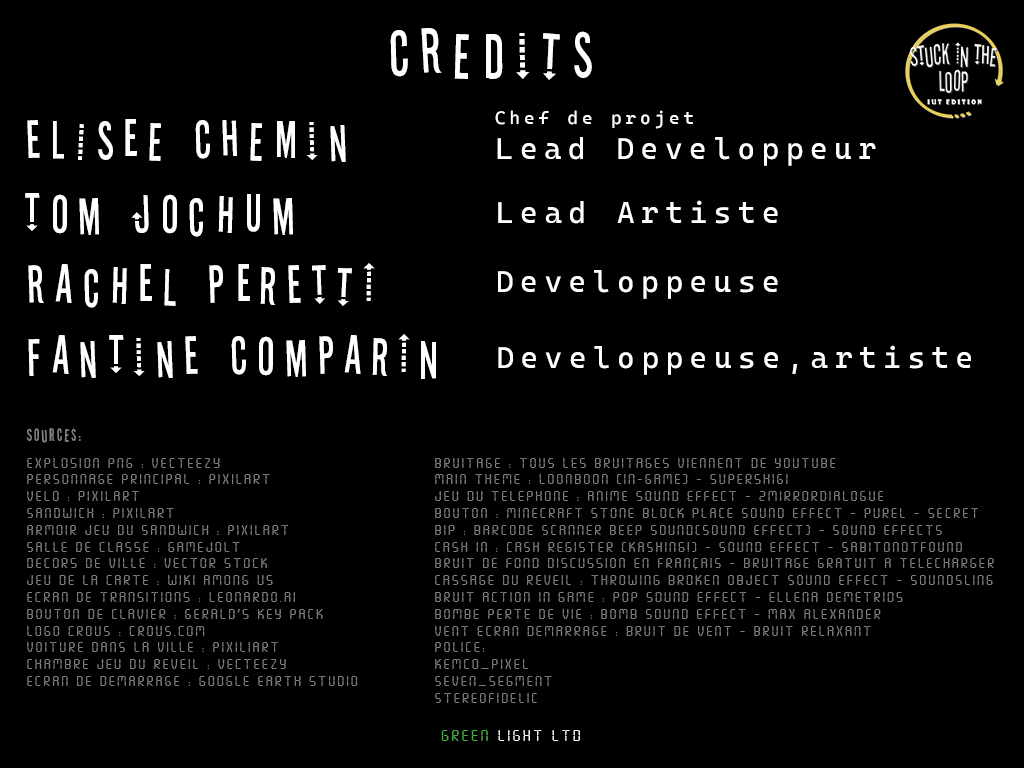 CREDITS
STUCK IN THE
LOOP
IUT EDITION
ELISEE CHEMIN
Chef de projet
Lead Developpeur
TOM JOCHUM
Lead Artiste
RACHEL PERETTI
Developpeuse
FANTINE COMPARIN
Developpeuse,artiste
SOURCES:
EXPLOSION PNG : VECTEEZY
PERSONNAGE PRINCIPAL : PIXILART
VELO : PIXILART
SANDWICH : PIXILART
ARMOIR JEU DU SANDWICH : PIXILART
SALLE DE CLASSE : GAMEJOLT
DECORS DE VILLE : VECTOR STOCK
JEU DE LA CARTE : WIKI AMONG US
ECRAN DE TRANSITIONS : LEONARDO.AI
BOUTON DE CLAVIER : GERALD'S KEY PACK
LOGO CROUS : CROUS.COM
VOITURE DANS LA VILLE : PIXILIART
CHAMBRE JEU DU REVEIL : VECTEEZY
ECRAN DE DEMARRAGE : GOOGLE EARTH STUDIO
BRUITAGE : TOUS LES BRUITAGES VIENNENT DE YOUTUBE
MAIN THEME : LOONBOON (IN-GAME) - SUPERSHIGI
JEU DU TELEPHONE : ANIME SOUND EFFECT - 2MIRRORDIALOGUE
BOUTON : MINECRAFT STONE BLOCK PLACE SOUND EFFECT - PUREL - SECRET
BIP : BARCODE SCANNER BEEP SOUND(SOUND EFFECT) - SOUND EFFECTS
CASH IN : CASH REGISTER (KASHING!) - SOUND EFFECT - SABITONOTFOUND
BRUIT DE FOND DISCUSSION EN FRANÇAIS - BRUITAGE GRATUIT A TELECHARGER
CASSAGE DU REVEIL : THROWING BROKEN OBJECT SOUND EFFECT - SOUNDSLING
BRUIT ACTION IN GAME : POP SOUND EFFECT - ELLENA DEMETRIOS
BOMBE PERTE DE VIE : BOMB SOUND EFFECT - MAX ALEXANDER
VENT ECRAN DEMARRAGE : BRUIT DE VENT - BRUIT RELAXANT
POLICE:
KEMCO_PIXEL
SEVEN_SEGMENT
STEREOFIDELIC
GREEN LIGHT LTD